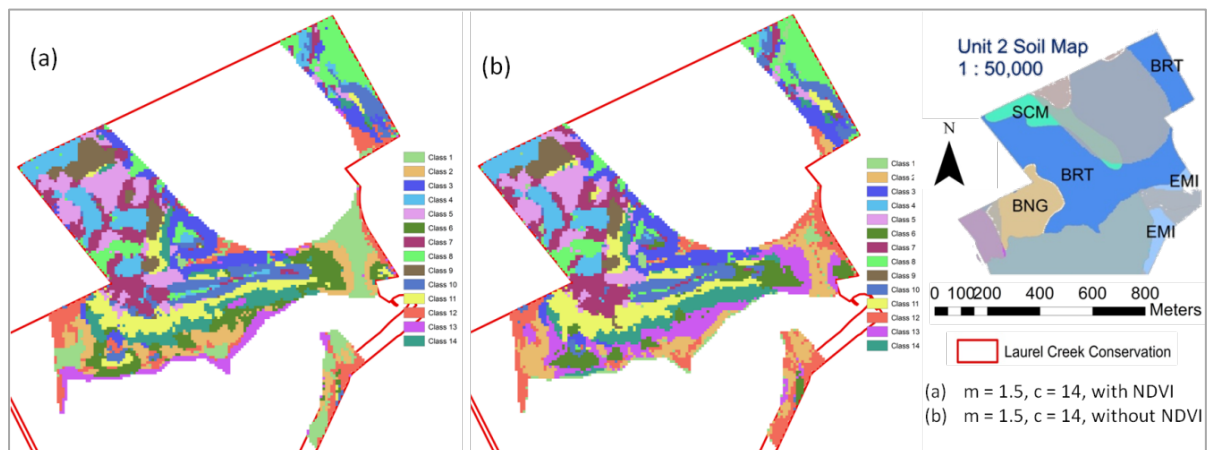 (a)
Class 1
Class 2
Class 3
Class 4
Class 5
Class 6
Class 7
Class 8
Class 9
Class 10
Class 11
Class 12
Class 13
Class 14
(b)
Class 1
Class 2
Class 3
Class 4
Class 5
Class 6
Class 7
Class 8
Class 9
Class 10
Class 11
Class 12
Class 13
Class 14
Unit 2 Soil Map
1 : 50,000
BRT
SCM
N
BRT
EMI
BNG
EMI
0 100200 400 600 800
Meters
Laurel Creek Conservation
(a) m = 1.5, c = 14, with NDVI
(b) m = 1.5, c = 14, without NDVI